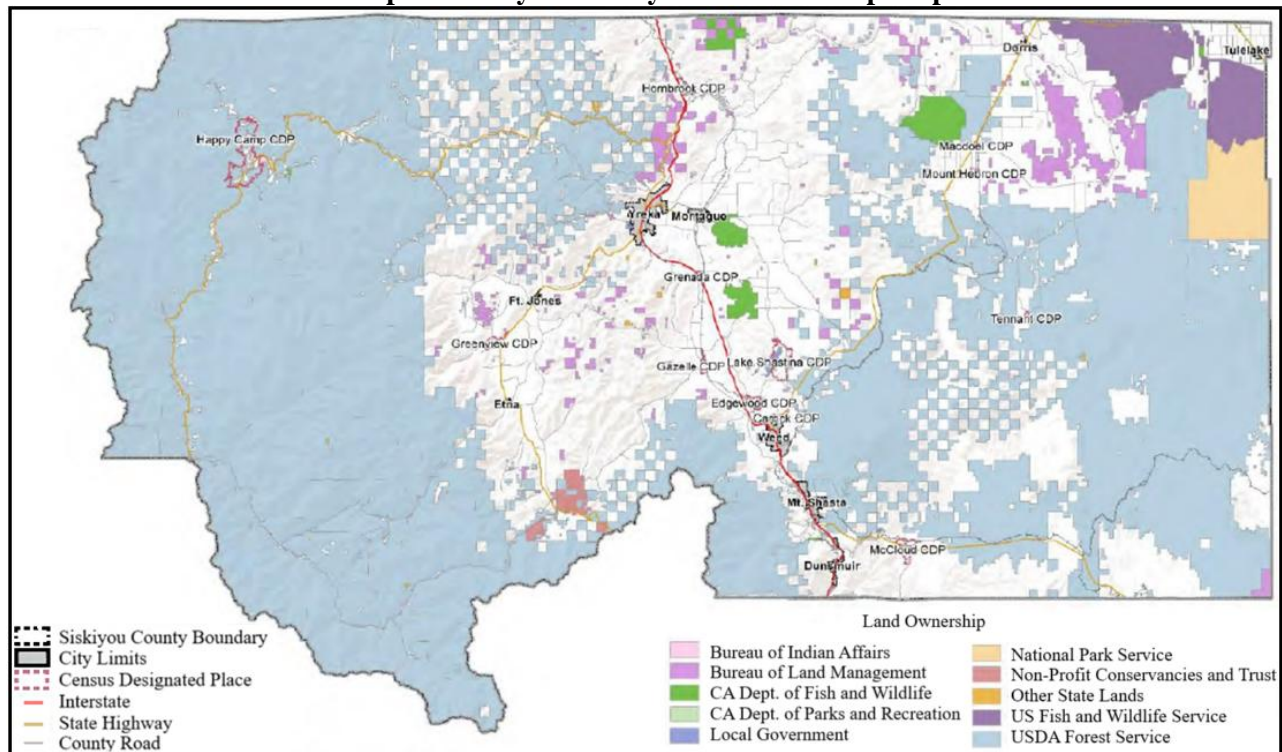 Dorris
Tulelake
Hornbrook CDP
Happy Camp CDP
Macdoel CDP
Mount Hebron CDP
Yreka
Montague
Grenada CDP
Ft. Jones
Tennant CDP
Greenview CDP
Gazelle CDP
Lake Shastina CDP
Etna
Edgewood CDP
Carrick CDP
Weed
Mt. Shasta
McCloud CDP
Dunsmuir
Siskiyou County Boundary
City Limits
Census Designated Place
Interstate
State Highway
County Road
Land Ownership
Bureau of Indian Affairs
Bureau of Land Management
CA Dept. of Fish and Wildlife
CA Dept. of Parks and Recreation
Local Government
National Park Service
Non-Profit Conservancies and Trust
Other State Lands
US Fish and Wildlife Service
USDA Forest Service